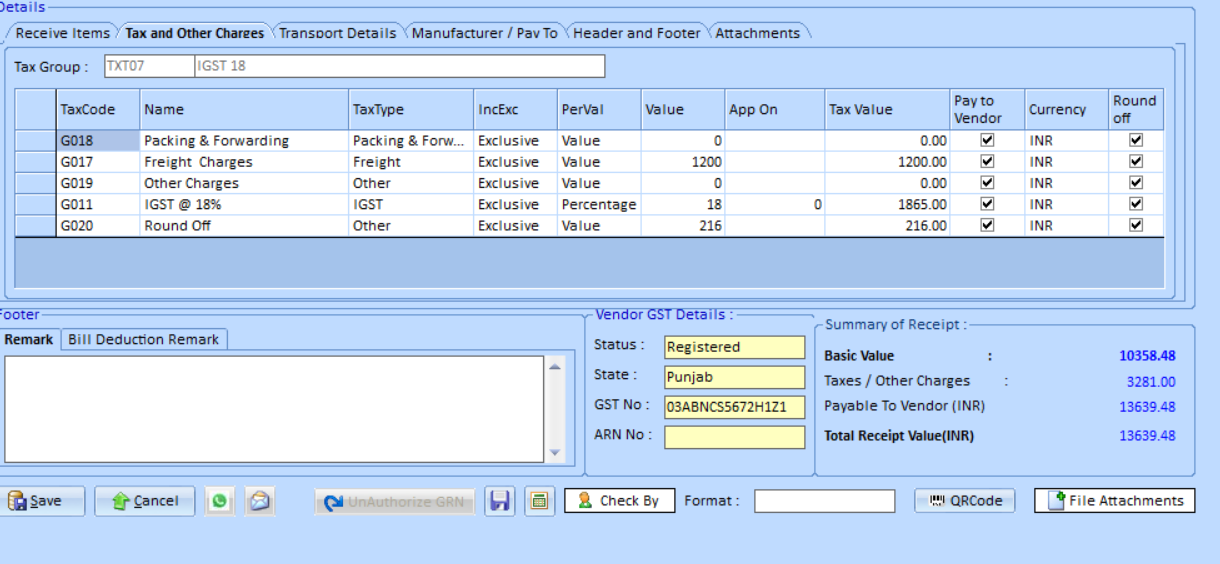 Details
Receive Items Tax and Other Charges Transport Details Manufacturer / Pay To Header and Footer Attachments
Tax Group : TXT07 IGST 18
TaxCode Name TaxType IncExc PerVal Value App On Tax Value Pay to Vendor Currency Round off
G018 Packing & Forwarding Packing & Forw... Exclusive Value 0 0.00 INR
G017 Freight Charges Freight Exclusive Value 1200 1200.00 INR
G019 Other Charges Other Exclusive Value 0 0.00 INR
G011 IGST @ 18% IGST Exclusive Percentage 18 0 1865.00 INR
G020 Round Off Other Exclusive Value 216 216.00 INR
Footer
Remark Bill Deduction Remark
Vendor GST Details :
Status : Registered
State : Punjab
GST No : 03ABNCS5672H1Z1
ARN No :
Summary of Receipt :
Basic Value : 10358.48
Taxes / Other Charges : 3281.00
Payable To Vendor (INR) 13639.48
Total Receipt Value(INR) 13639.48
Save Cancel UnAuthorize GRN Check By Format : QRCode File Attachments